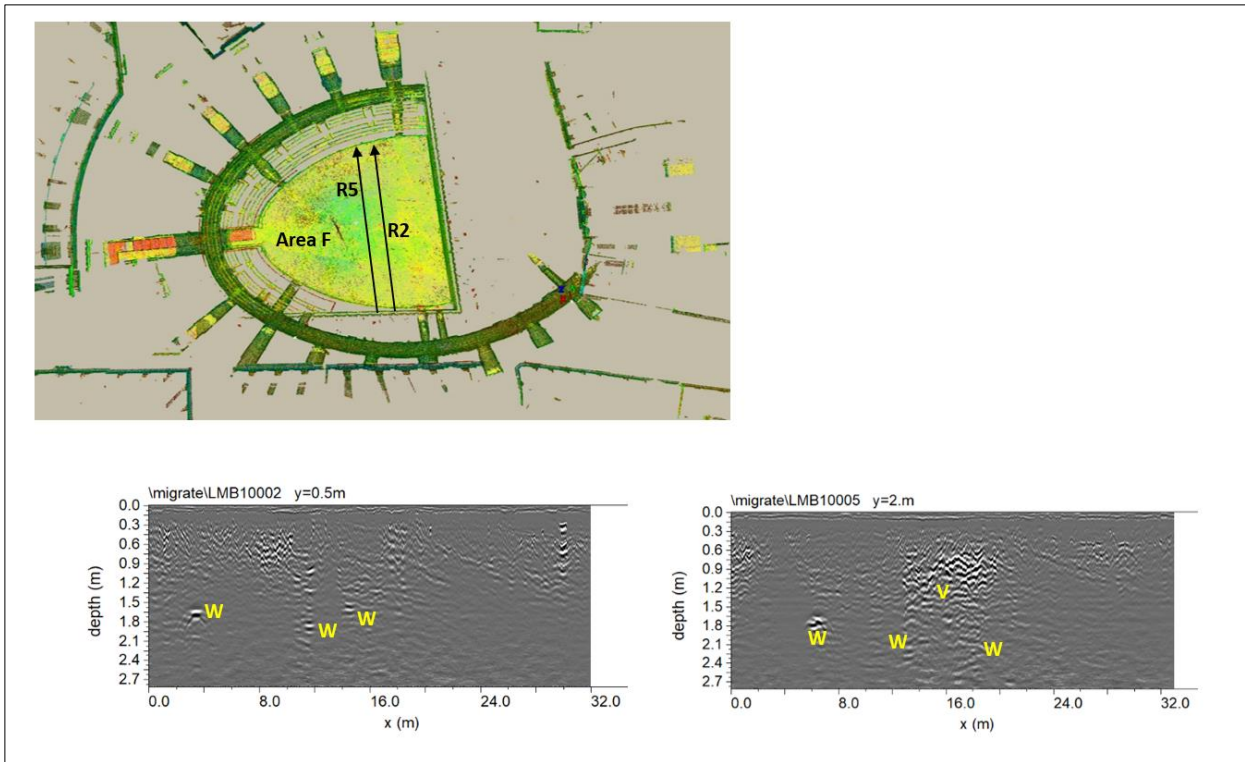 R5
R2
Area F
\migrate\LMB10002 y=0.5m
0.0
0.3
0.6
0.9
1.2
1.5
1.8
2.1
2.4
2.7
depth (m)
W
W
W
0.0 8.0 16.0 24.0 32.0
x (m)
\migrate\LMB10005 y=2.m
0.0
0.3
0.6
0.9
1.2
1.5
1.8
2.1
2.4
2.7
depth (m)
V
W
W
W
0.0 8.0 16.0 24.0 32.0
x (m)